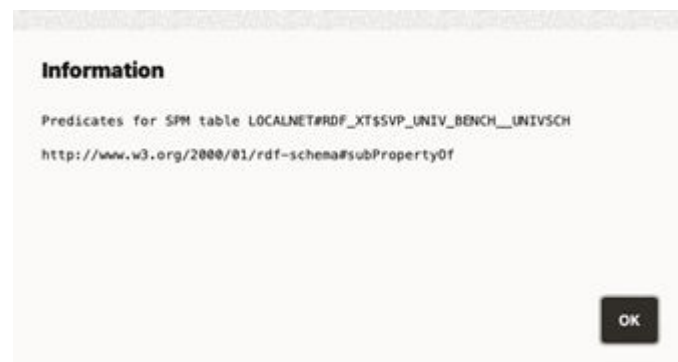 Information
Predicates for SPM table LOCALNET#RDF_XT$SVP_UNIV_BENCH__UNIVSCH
http://www.w3.org/2000/01/rdf-schema#subPropertyOf
OK